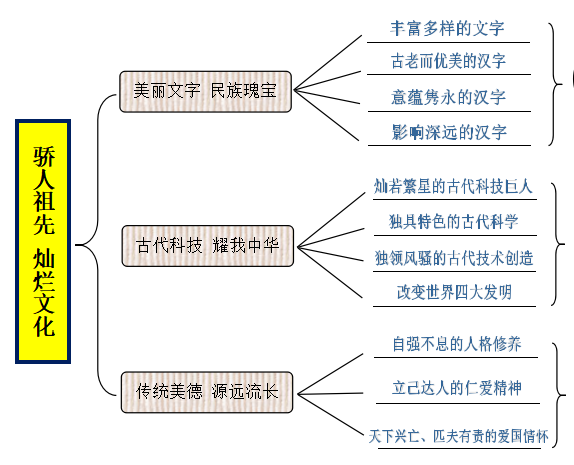 骄人祖先 灿烂文化
美丽文字 民族瑰宝
丰富多样的文字
古老而优美的汉字
意蕴隽永的汉字
影响深远的汉字
古代科技 耀我中华
灿若繁星的古代科技巨人
独具特色的古代科学
独领风骚的古代技术创造
改变世界四大发明
传统美德 源远流长
自强不息的人格修养
立己达人的仁爱精神
天下兴亡、匹夫有责的爱国情怀